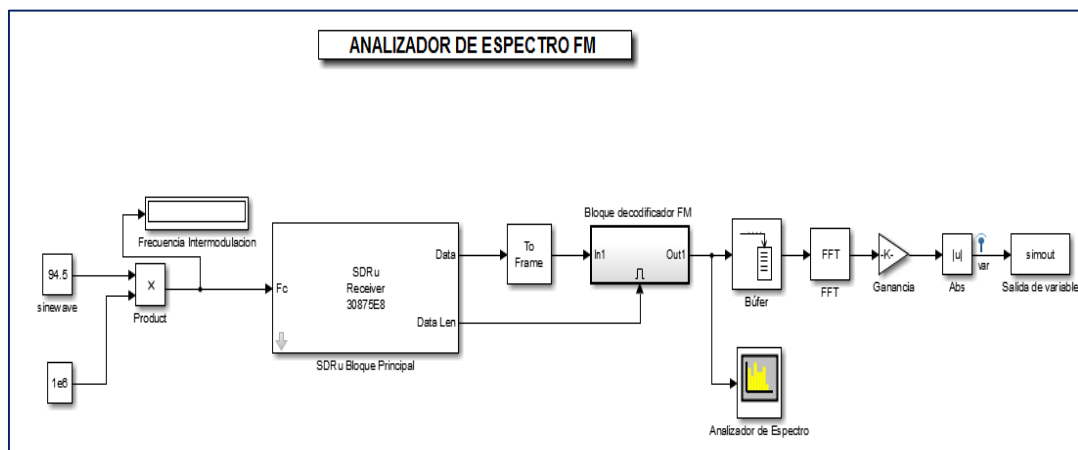 ANALIZADOR DE ESPECTRO FM
Frecuencia Intermodulacion
94.5
sinewave
×
Product
1e6
Fc
SDRu
Receiver
30875E8
Data
Data Len
SDRu Bloque Principal
To
Frame
Bloque decodificador FM
In1
Out1
Búfer
FFT
FFT
-K-
Ganancia
|u|
Abs
var
simout
Salida de variable
Analizador de Espectro